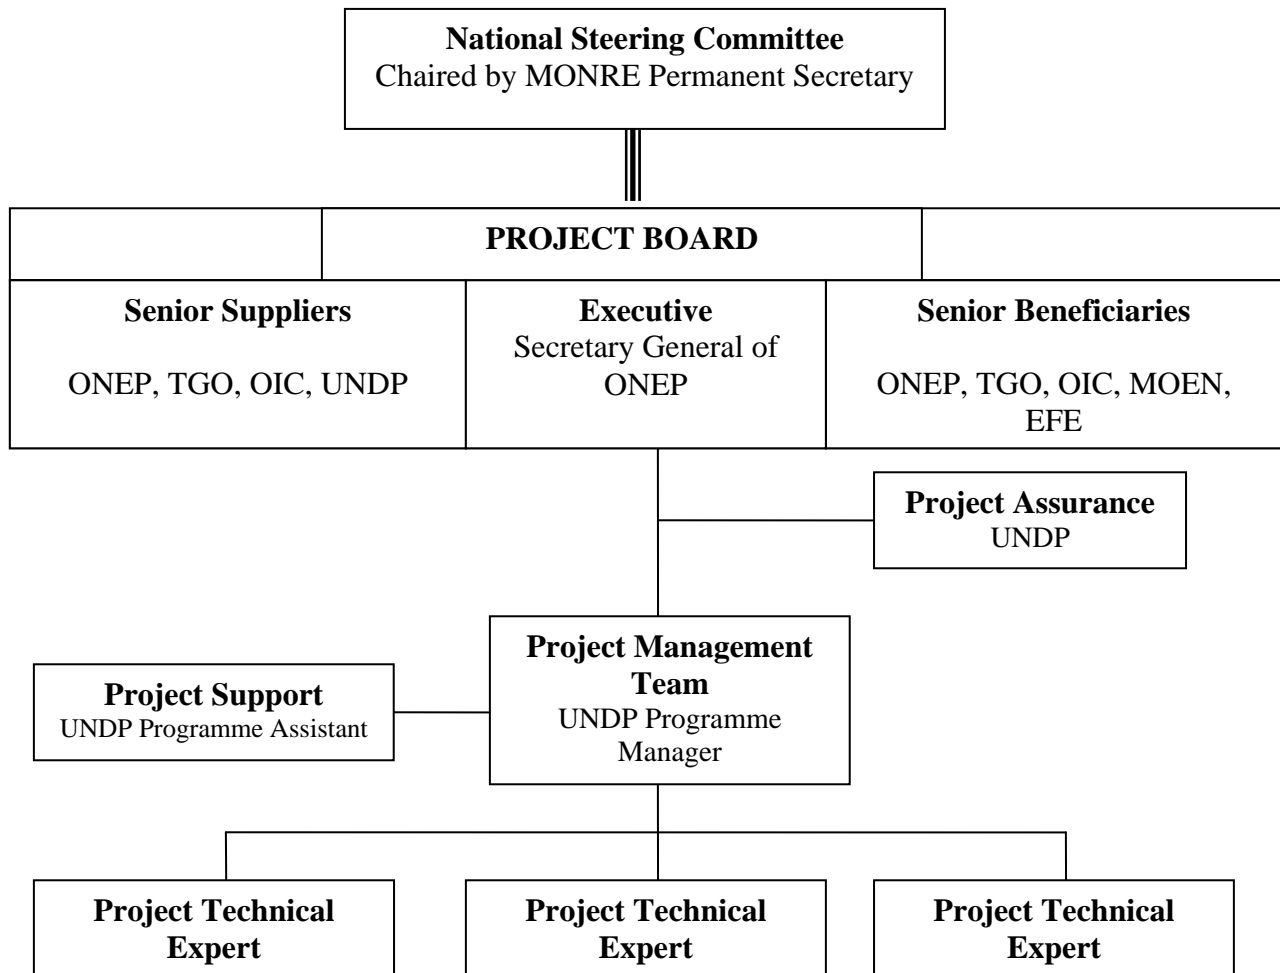 National Steering Committee
Chaired by MONRE Permanent Secretary
PROJECT BOARD
Senior Suppliers
ONEP, TGO, OIC, UNDP
Executive
Secretary General of
ONEP
Senior Beneficiaries
ONEP, TGO, OIC, MOEN,
EFE
Project Assurance
UNDP
Project Management
Team
UNDP Programme
Manager
Project Support
UNDP Programme Assistant
Project Technical
Expert
Project Technical
Expert
Project Technical
Expert